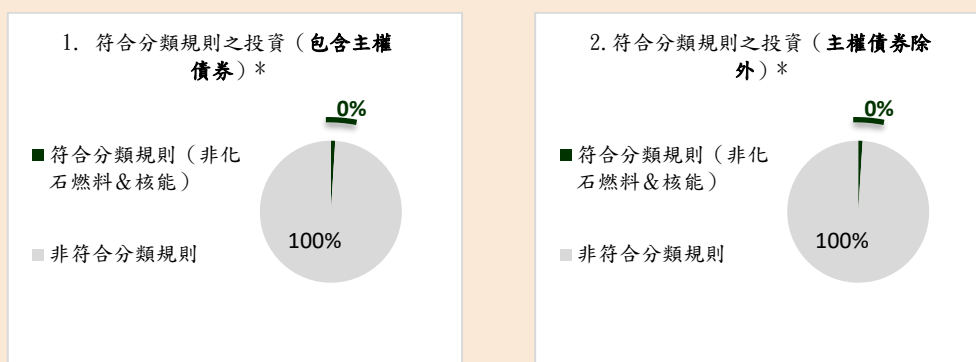 1. 符合分類規則之投資（包含主權
債券）*
0%
符合分類規則（非化
石燃料&核能）
100%
非符合分類規則
2.符合分類規則之投資（主權債券除
外）*
0%
符合分類規則（非化
石燃料&核能）
100%
非符合分類規則